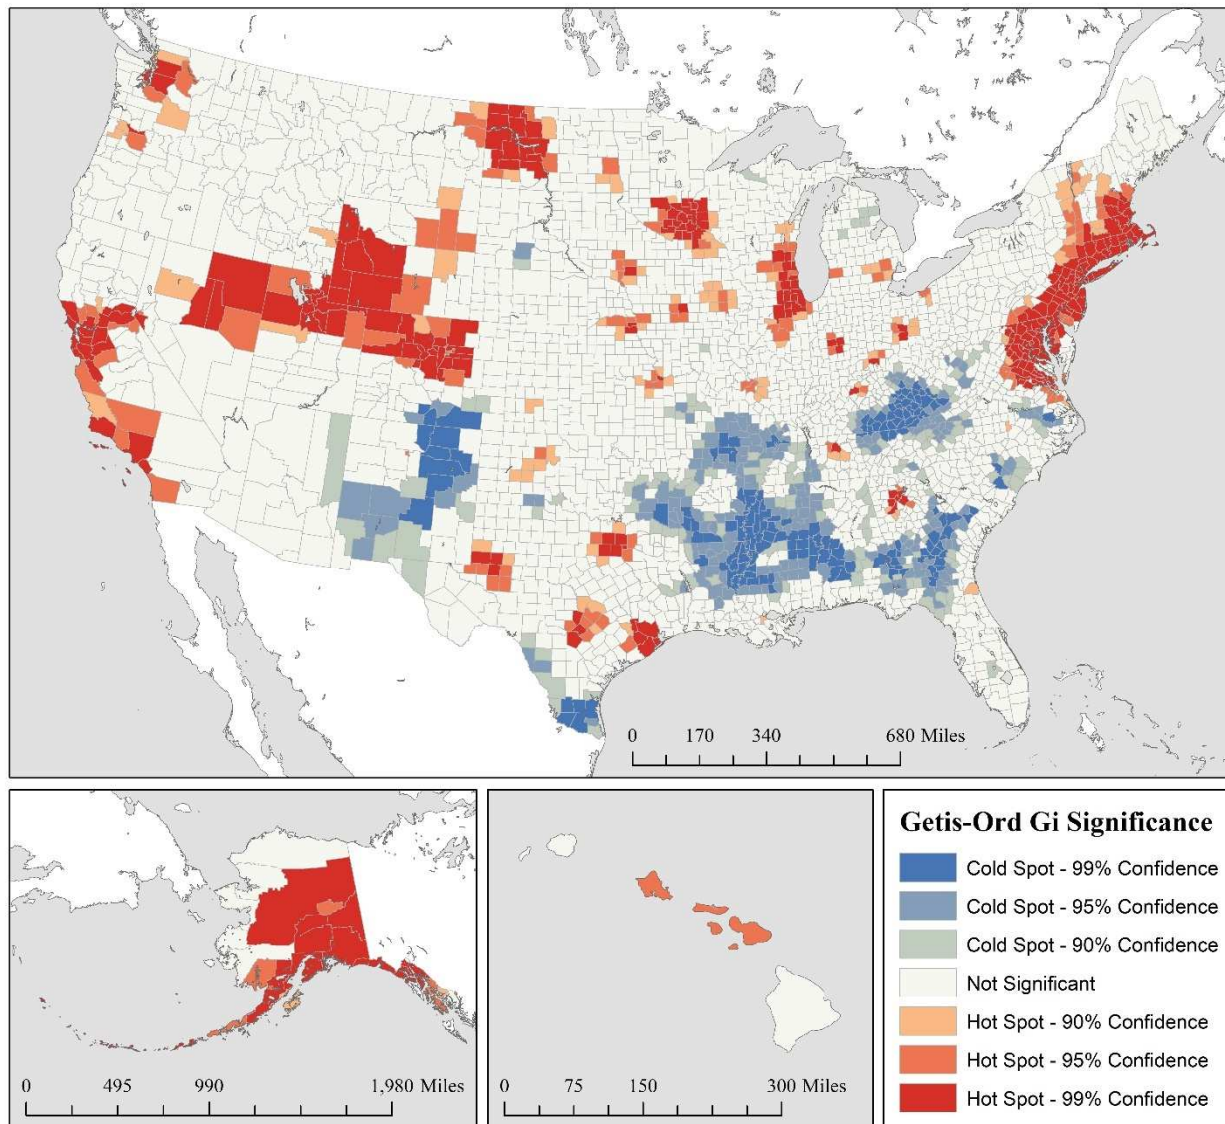 0 170 340 680 Miles
0 495 990 1,980 Miles
0 75 150 300 Miles
Getis-Ord Gi Significance
Cold Spot - 99% Confidence
Cold Spot - 95% Confidence
Cold Spot - 90% Confidence
Not Significant
Hot Spot - 90% Confidence
Hot Spot - 95% Confidence
Hot Spot - 99% Confidence